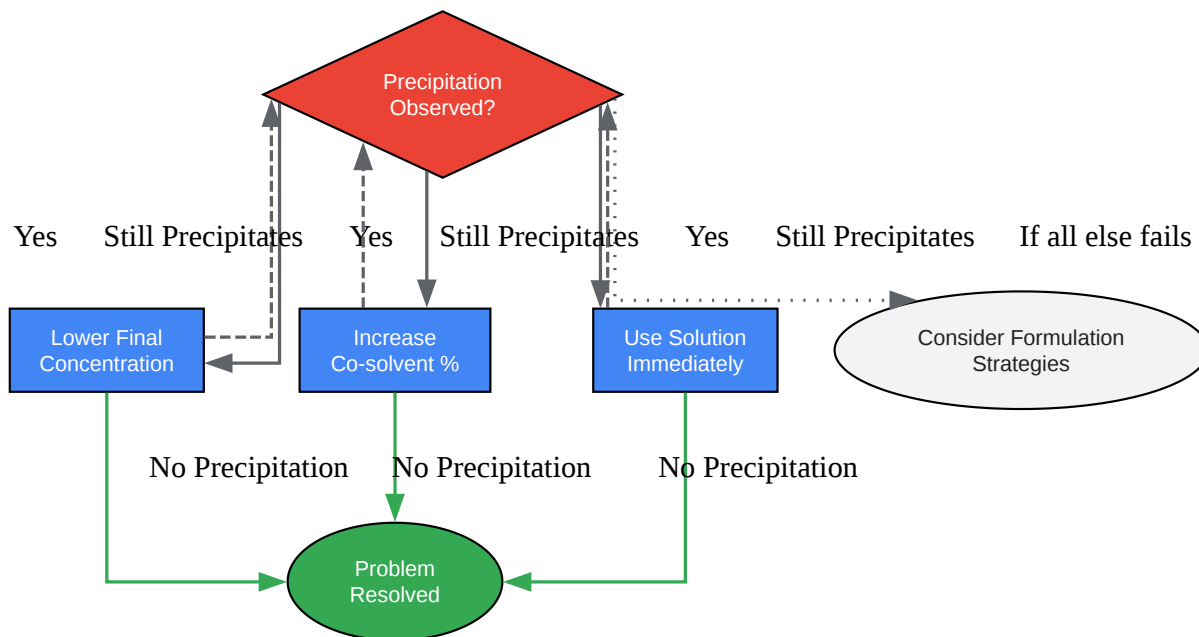 Precipitation
Observed?
Yes
Still Precipitates
Yes
Still Precipitates
Yes
Still Precipitates
If all else fails
Lower Final
Concentration
Increase
Co-solvent %
Use Solution
Immediately
Consider Formulation
Strategies
No Precipitation
No Precipitation
No Precipitation
Problem
Resolved